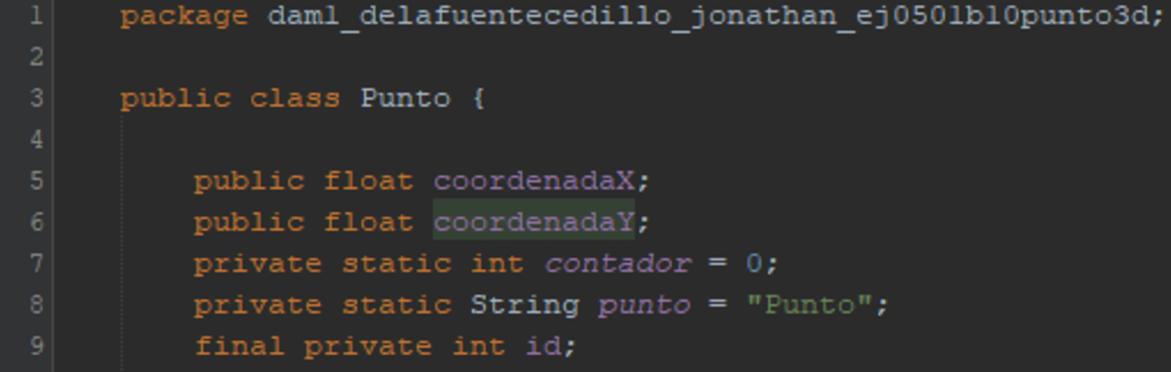 1 package daml_delafuentecedillo_jonathan_ej0501b10punto3d;
2
3 public class Punto {
4
5 public float coordenadaX;
6 public float coordenadaY;
7 private static int contador = 0;
8 private static String punto = "Punto";
9 final private int id;